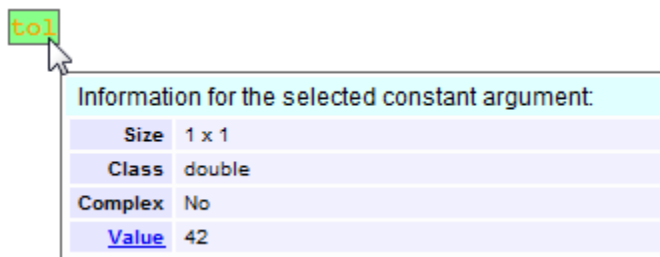 tol
Information for the selected constant argument:
Size 1 x 1
Class double
Complex No
Value 42